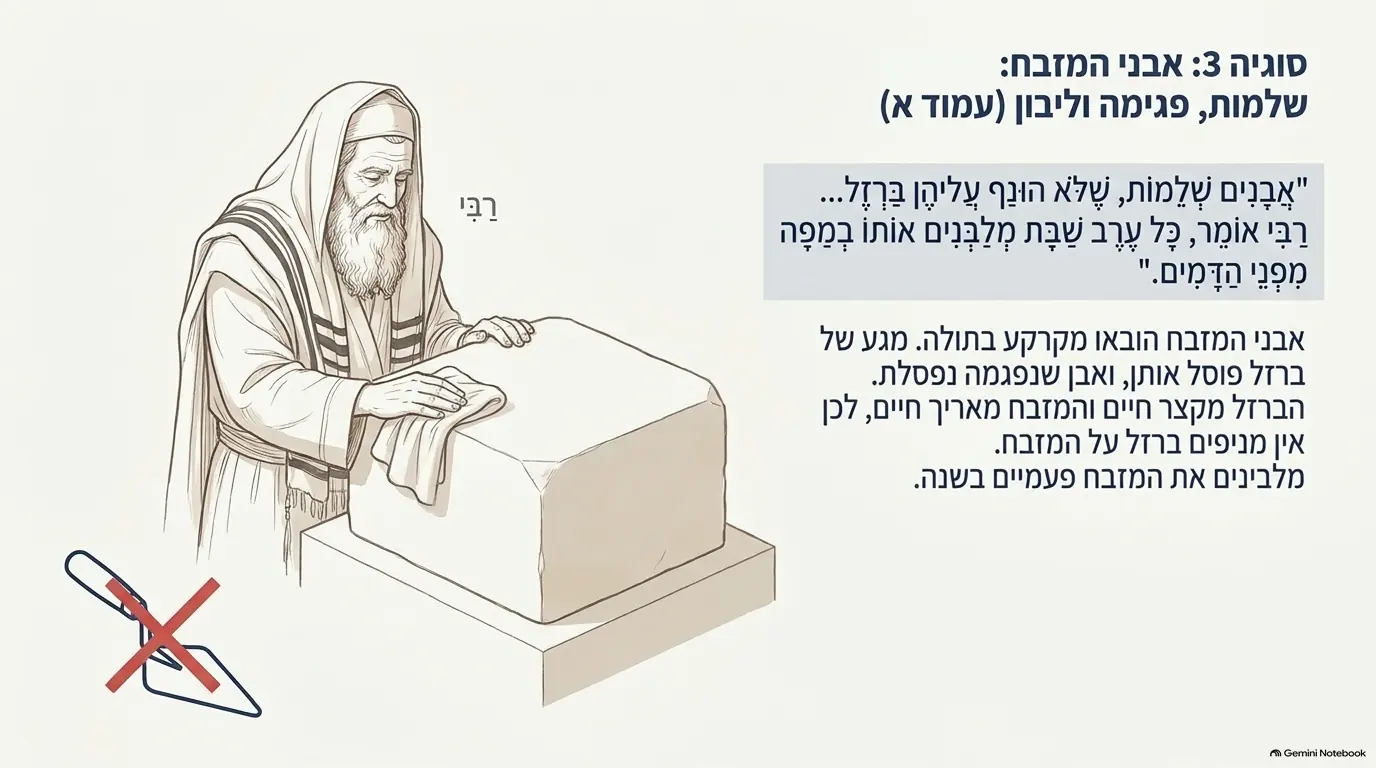 סוגיה 3: אבני המזבח:
שלמות, פגימה וליבון (עמוד א)
"אֲבָנִים שְׁלֵמוֹת, שֶׁלֹּא הוּנַף עֲלֵיהֶן בַּרְזֶל...
רַבִּי אוֹמֵר, כָּל עֶרֶב שַׁבָּת מְלַבְּנִים אוֹתוֹ בְמַפָּה
מִפְנֵי הַדָּמִים."
אבני המזבח הובאו מקרקע בתולה. מגע של
ברזל פוסל אותן, ואבן שנפגמה נפסלת.
הברזל מקצר חיים והמזבח מאריך חיים, לכן
אין מניפים ברזל על המזבח.
מלבינים את המזבח פעמיים בשנה.
רַבִּי
Gemini Notebook